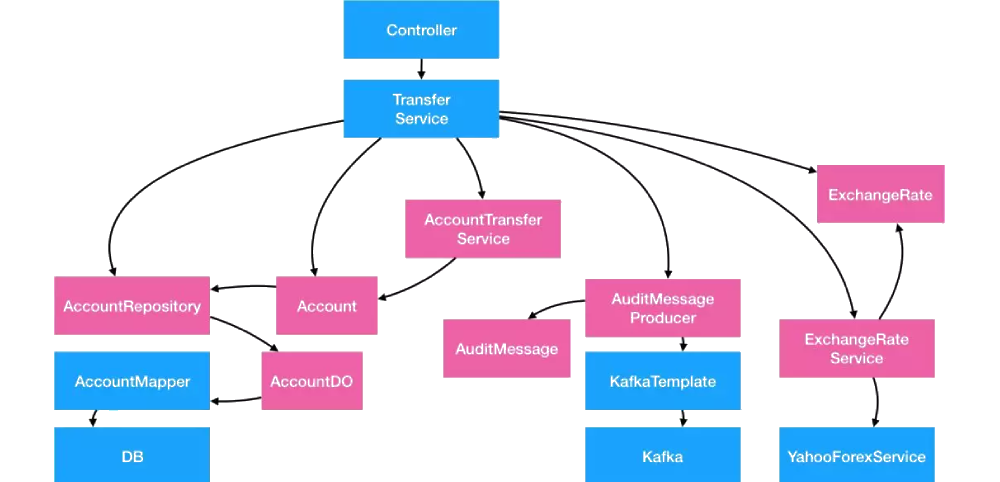 Controller
Transfer
Service
ExchangeRate
AccountTransfer
Service
AccountRepository
Account
AuditMessage
Producer
AuditMessage
ExchangeRate
Service
AccountMapper
AccountDO
KafkaTemplate
DB
Kafka
YahooForexService